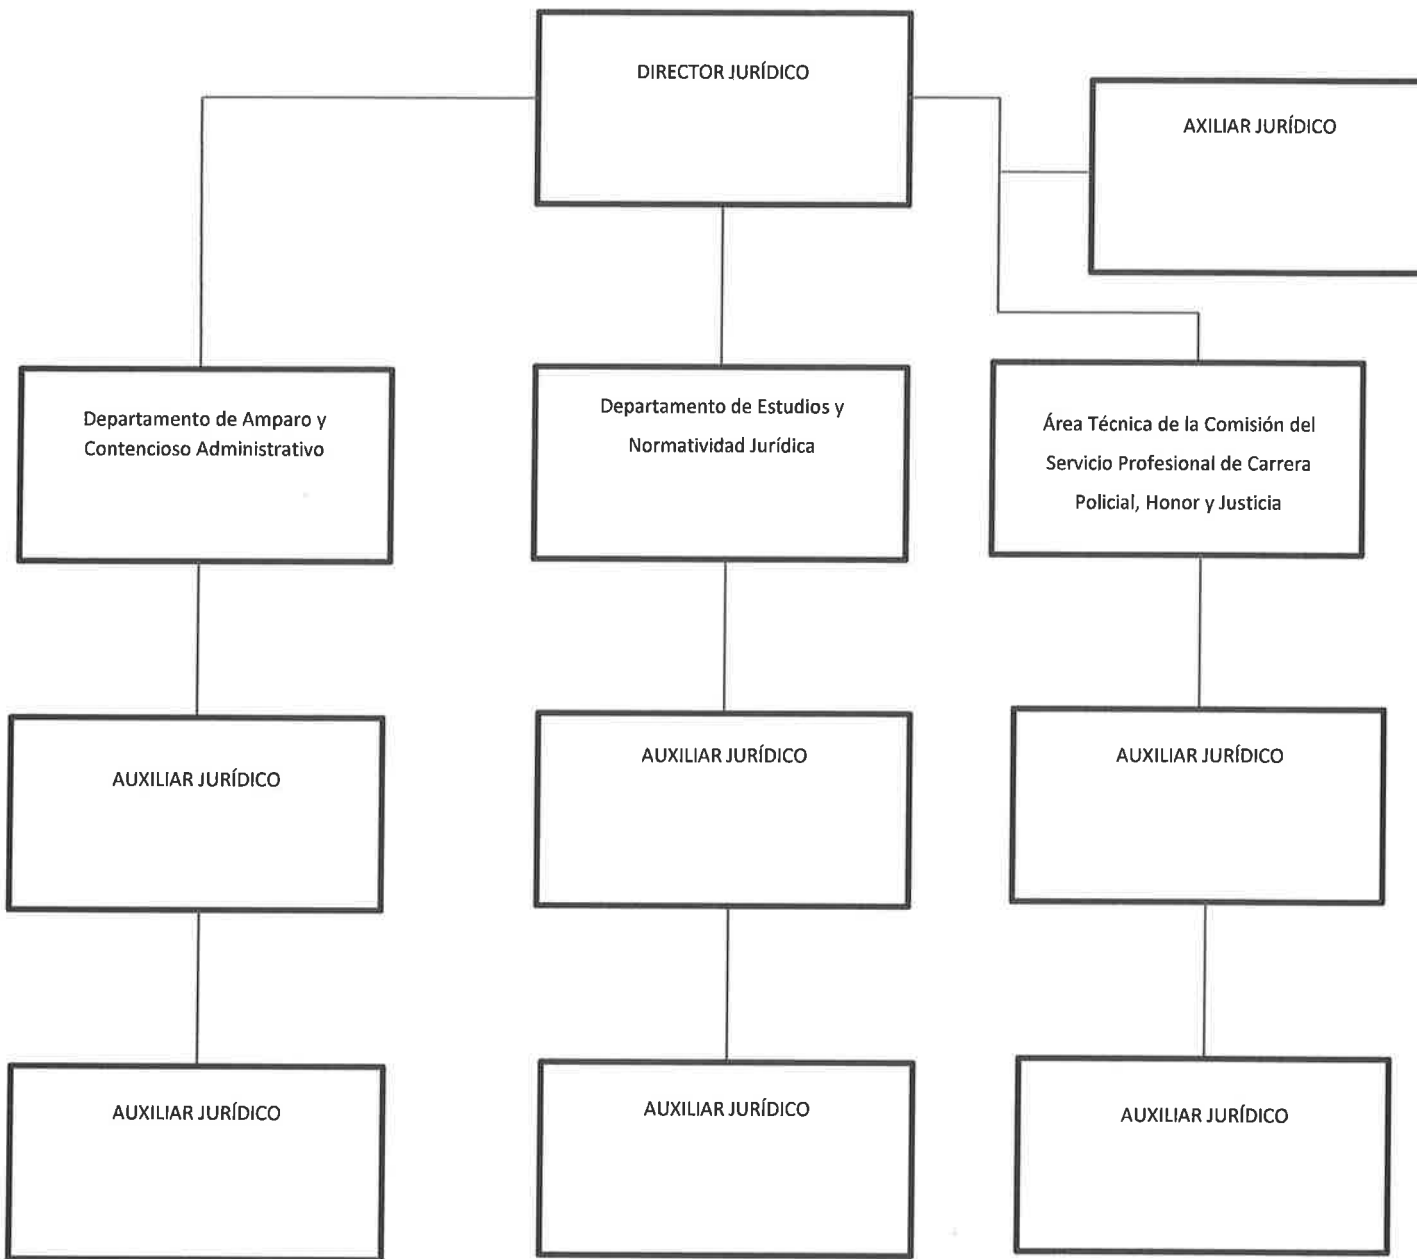 DIRECTOR JURÍDICO
AXILIAR JURÍDICO
Departamento de Amparo y
Contencioso Administrativo
Departamento de Estudios y
Normatividad Jurídica
Área Técnica de la Comisión del
Servicio Profesional de Carrera
Policial, Honor y Justicia
AUXILIAR JURÍDICO
AUXILIAR JURÍDICO
AUXILIAR JURÍDICO
AUXILIAR JURÍDICO
AUXILIAR JURÍDICO
AUXILIAR JURÍDICO